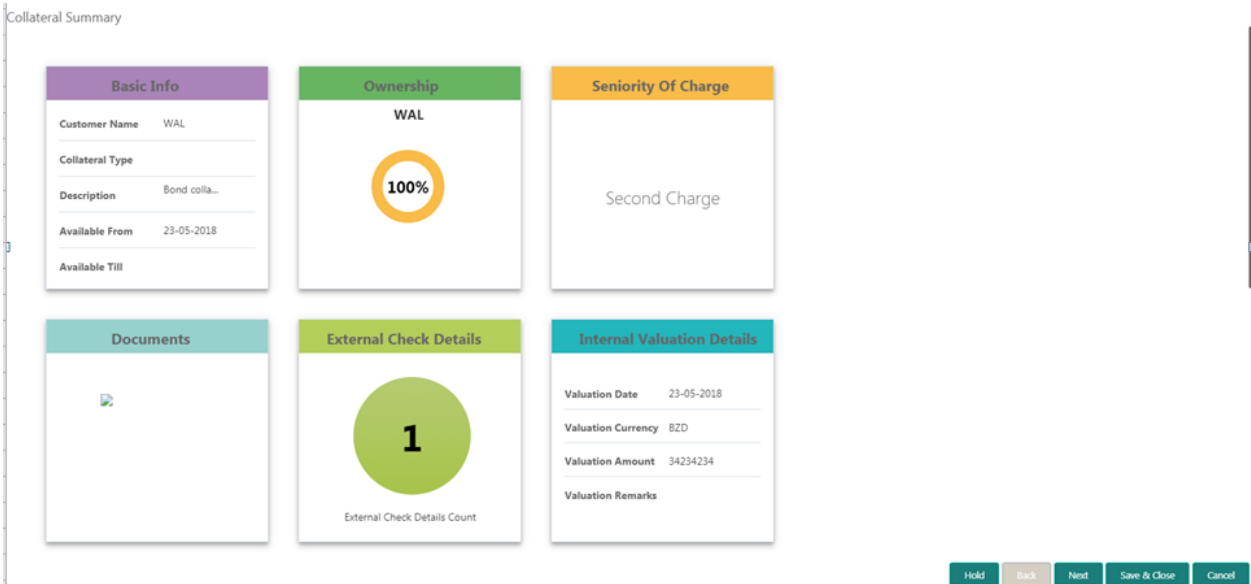 Collateral Summary
Basic Info
Customer Name WAL
Collateral Type
Description Bond colla...
Available From 23-05-2018
Available Till
Ownership
WAL
100%
Seniority Of Charge
Second Charge
Documents
External Check Details
1
External Check Details Count
Internal Valuation Details
Valuation Date 23-05-2018
Valuation Currency BZD
Valuation Amount 34234234
Valuation Remarks
Hold Back Next Save & Close Cancel